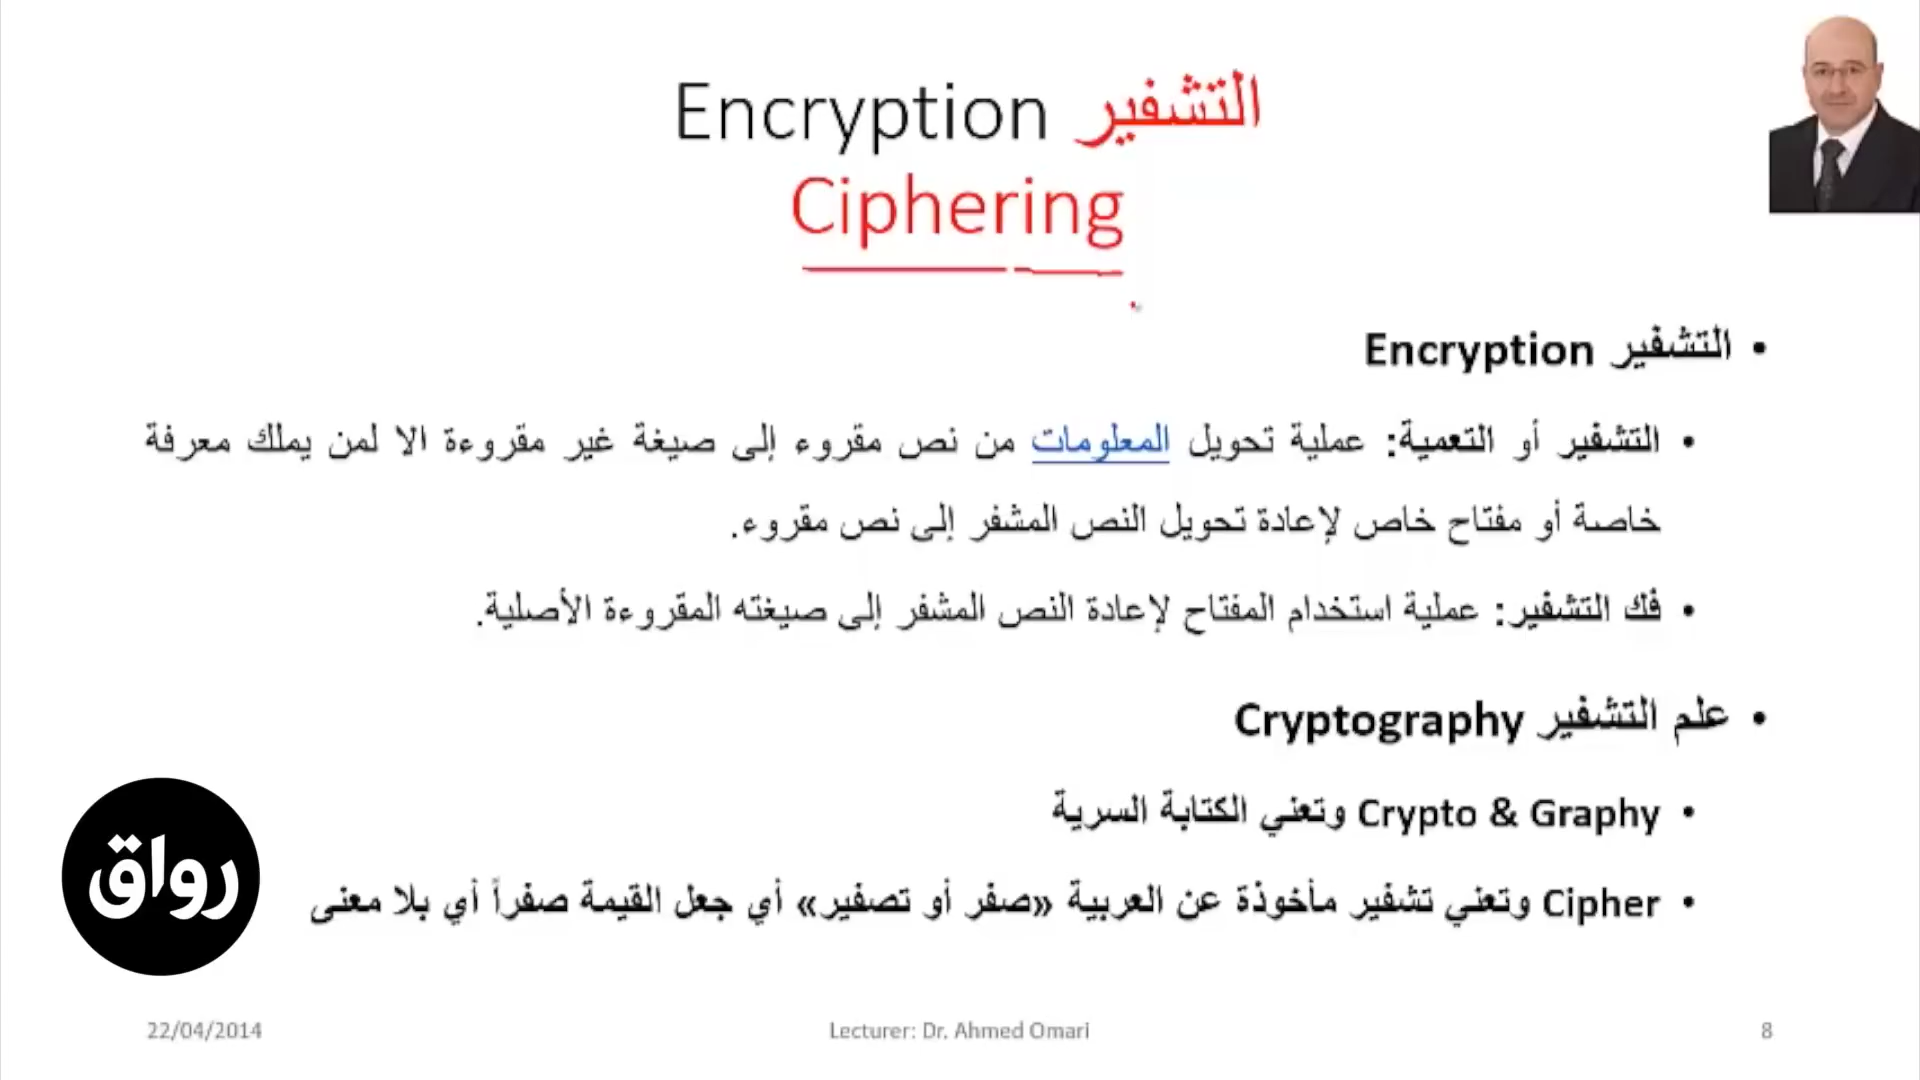 التشفير Encryption
Ciphering
• التشفير Encryption
• التشفير أو التعمية: عملية تحويل المعلومات من نص مقروء إلى صيغة غير مقروءة الا لمن يملك معرفة
خاصة أو مفتاح خاص لإعادة تحويل النص المشفر إلى نص مقروء.
• فك التشفير: عملية استخدام المفتاح لإعادة النص المشفر إلى صيغته المقروءة الأصلية.
• علم التشفير Cryptography
• Crypto & Graphy وتعني الكتابة السرية
• Cipher وتعني تشفير مأخوذة عن العربية «صفر أو تصفير» أي جعل القيمة صفراً أي بلا معنى
رواق
22/04/2014
Lecturer: Dr. Ahmed Omari
8